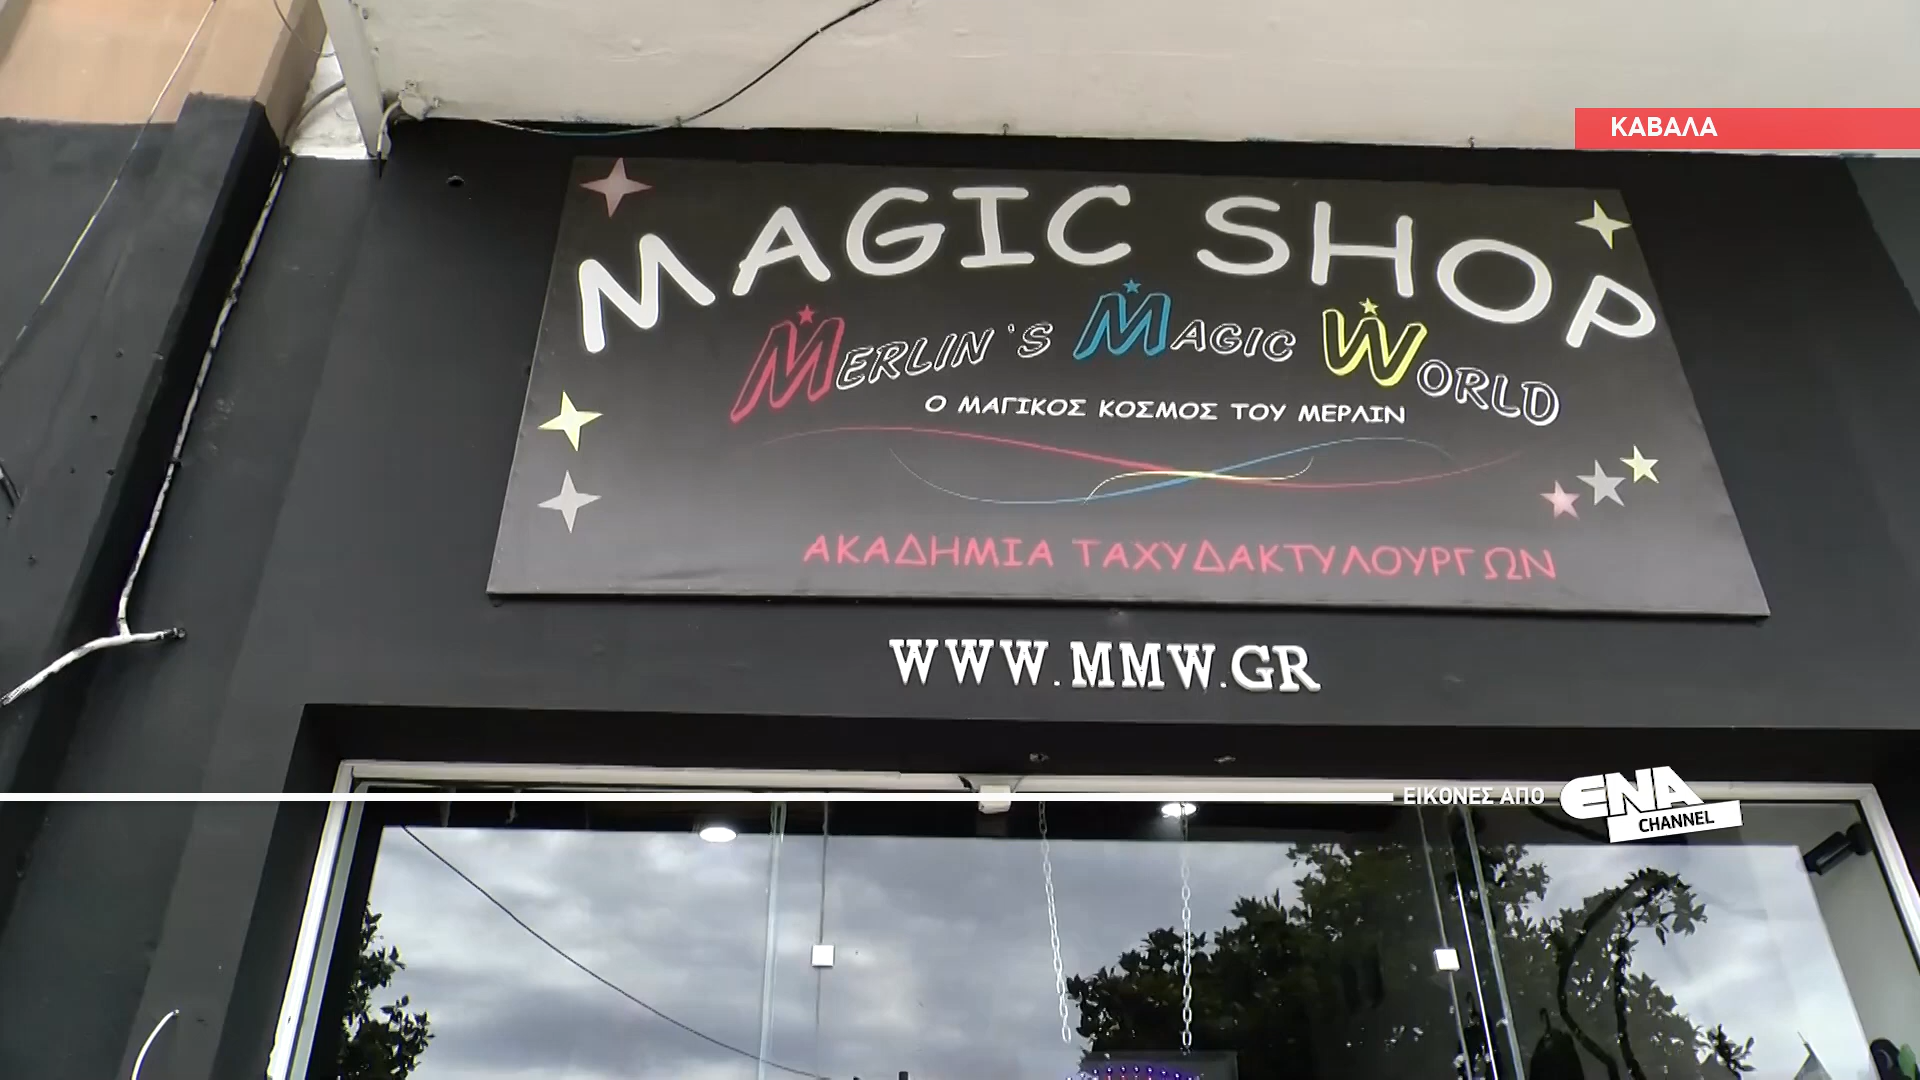 ΚΑΒΑΛΑ
MAGIC SHOP
MERLIN'S MAGIC WORLD
Ο ΜΑΓΙΚΟΣ ΚΟΣΜΟΣ ΤΟΥ ΜΕΡΛΙΝ
ΑΚΑΔΗΜΙΑ ΤΑΧΥΔΑΚΤΥΛΟΥΡΓΩΝ
WWW.MMW.GR
ΕΙΚΟΝΕΣ ΑΠΟ ENA CHANNEL